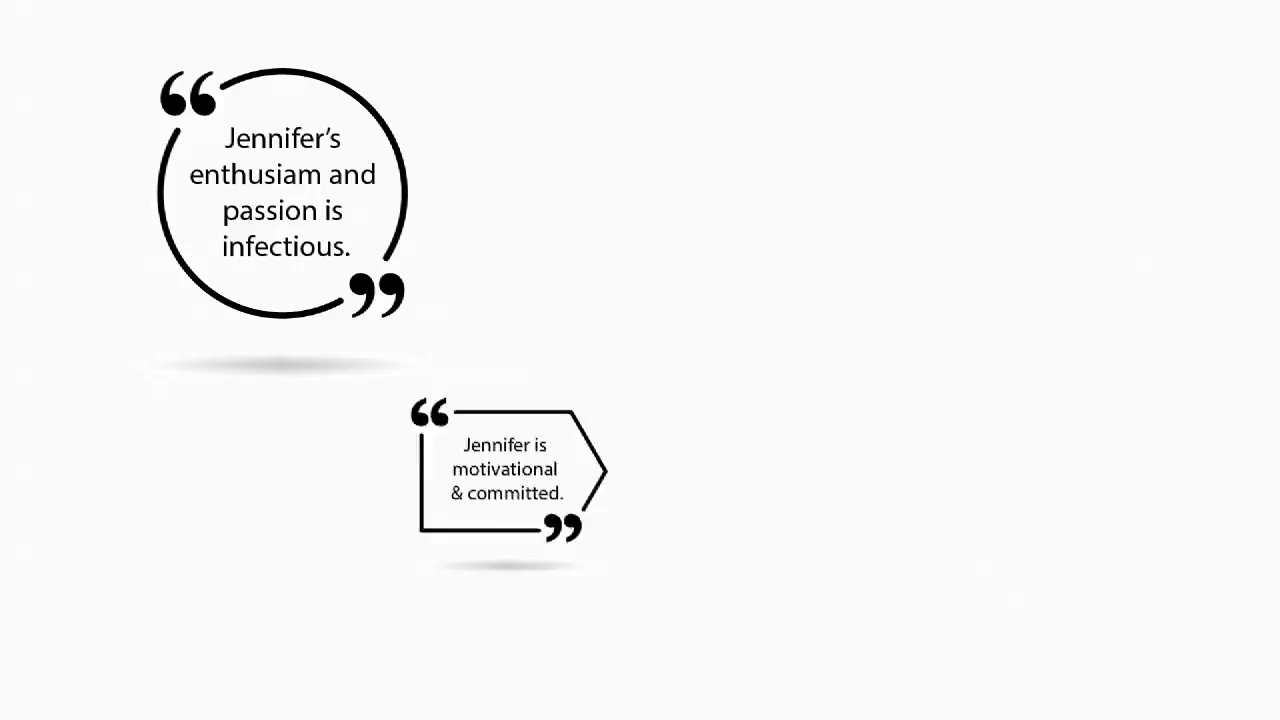 Jennifer’s
enthusiam and
passion is
infectious.
Jennifer is
motivational
& committed.